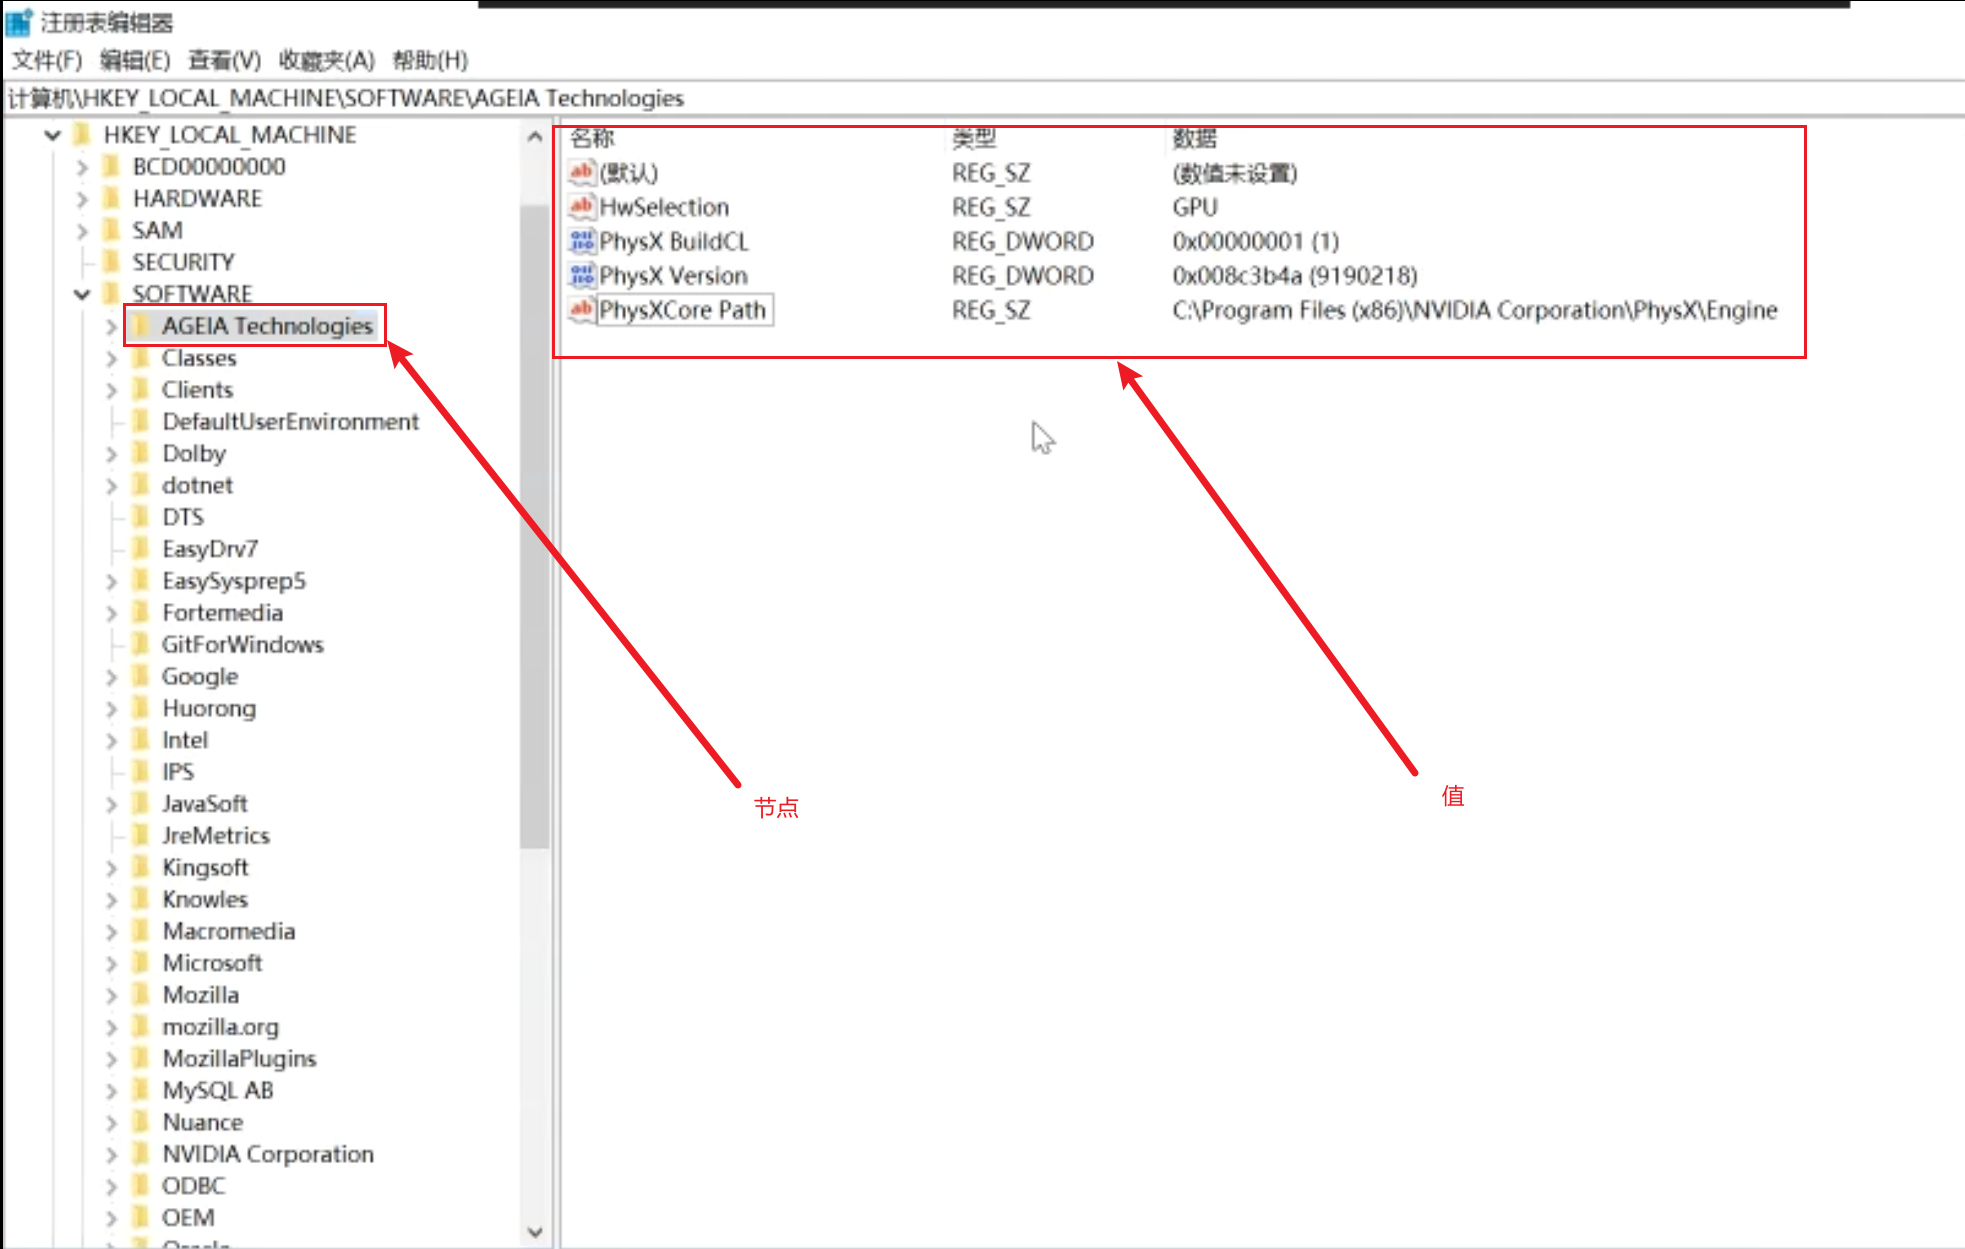 注册表编辑器
文件(F) 编辑(E) 查看(V) 收藏夹(A) 帮助(H)
计算机\HKEY_LOCAL_MACHINE\SOFTWARE\AGEIA Technologies
HKEY_LOCAL_MACHINE
BCD00000000
HARDWARE
SAM
SECURITY
SOFTWARE
AGEIA Technologies
Classes
Clients
DefaultUserEnvironment
Dolby
dotnet
DTS
EasyDrv7
EasySysprep5
Fortemedia
GitForWindows
Google
Huorong
Intel
IPS
JavaSoft
JreMetrics
Kingsoft
Knowles
Macromedia
Microsoft
Mozilla
mozilla.org
MozillaPlugins
MySQL AB
Nuance
NVIDIA Corporation
ODBC
OEM
名称 类型 数据
(默认) REG_SZ (数值未设置)
HwSelection REG_SZ GPU
PhysX BuildCL REG_DWORD 0x00000001 (1)
PhysX Version REG_DWORD 0x008c3b4a (9190218)
PhysXCore Path REG_SZ C:\Program Files (x86)\NVIDIA Corporation\PhysX\Engine
节点
值